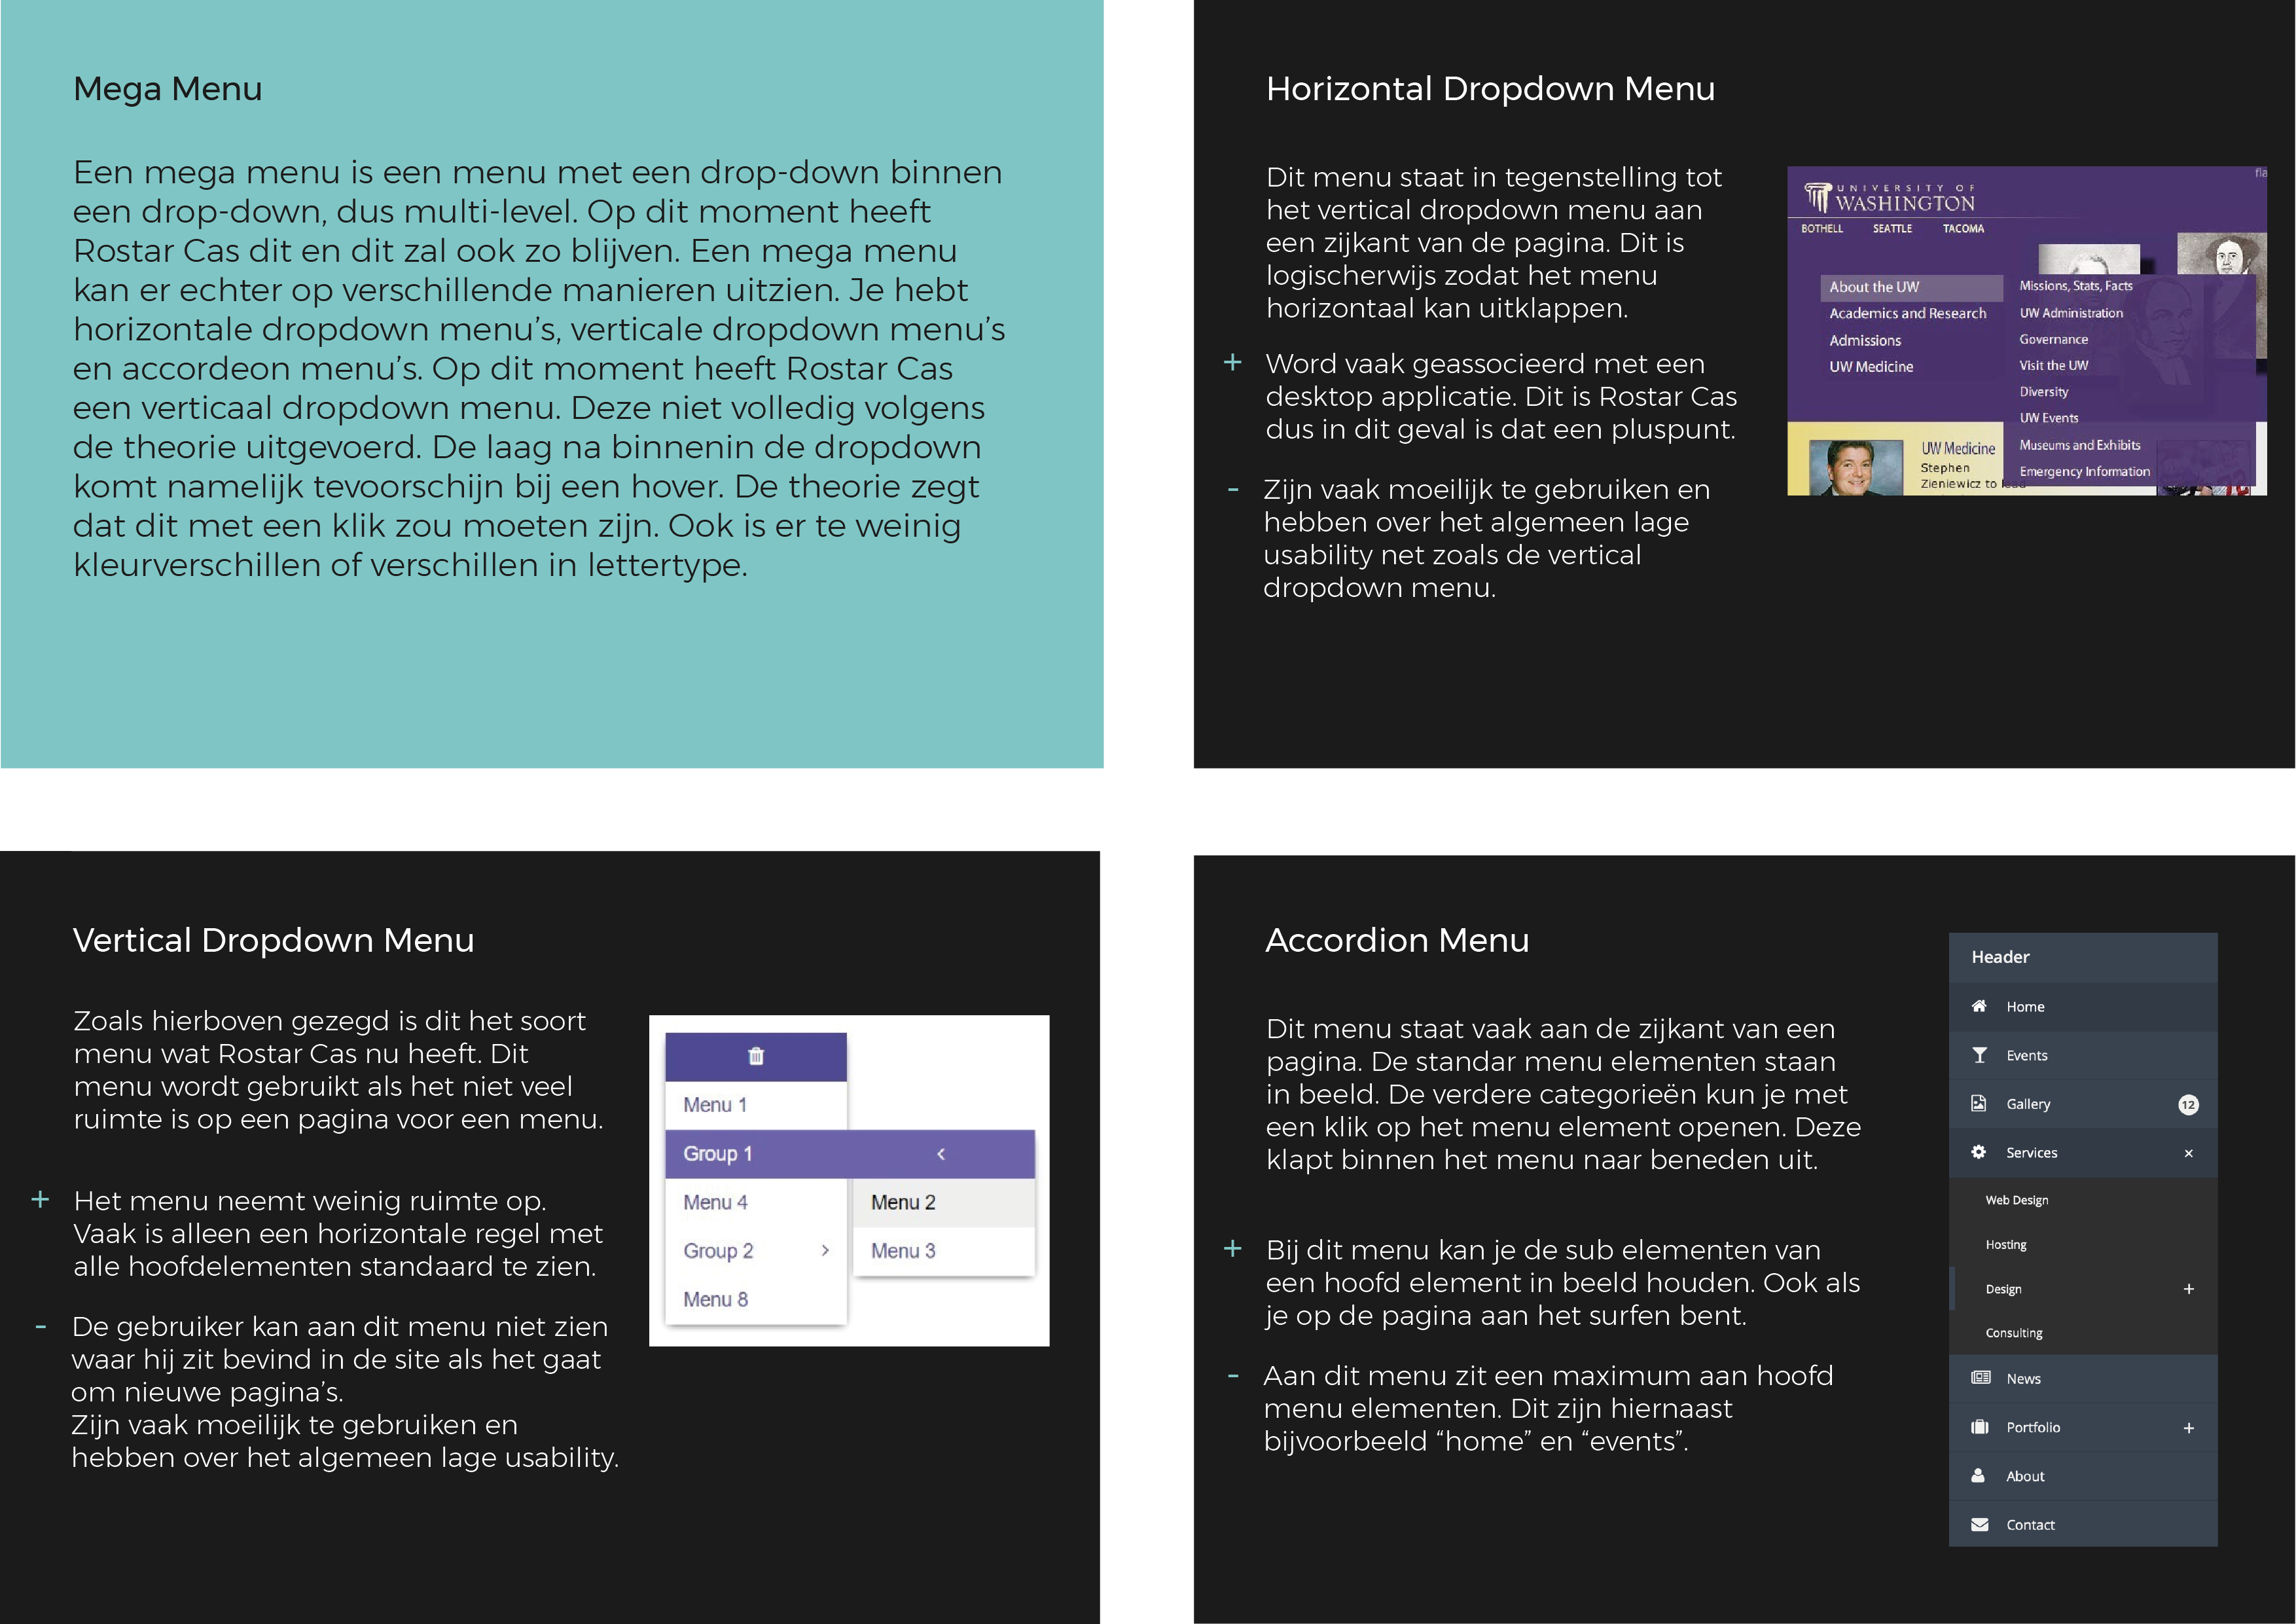 Mega Menu
Een mega menu is een menu met een drop-down binnen
een drop-down, dus multi-level. Op dit moment heeft
Rostar Cas dit en dit zal ook zo blijven. Een mega menu
kan er echter op verschillende manieren uitzien. Je hebt
horizontale dropdown menu's, verticale dropdown menu's
en accordeon menu's. Op dit moment heeft Rostar Cas
een verticaal dropdown menu. Deze niet volledig volgens
de theorie uitgevoerd. De laag na binnenin de dropdown
komt namelijk tevoorschijn bij een hover. De theorie zegt
dat dit met een klik zou moeten zijn. Ook is er te weinig
kleurverschillen of verschillen in lettertype.
Horizontal Dropdown Menu
Dit menu staat in tegenstelling tot
het vertical dropdown menu aan
een zijkant van de pagina. Dit is
logischerwijs zodat het menu
horizontaal kan uitklappen.
+ Word vaak geassocieerd met een
desktop applicatie. Dit is Rostar Cas
dus in dit geval is dat een pluspunt.
- Zijn vaak moeilijk te gebruiken en
hebben over het algemeen lage
usability net zoals de vertical
dropdown menu.
fla
UNIVERSITY OF
WASHINGTON
BOTHELL SEATTLE TACOMA
About the UW
Academics and Research
Admissions
UW Medicine
Missions, Stats, Facts
UW Administration
Governance
Visit the UW
Diversity
UW Events
Museums and Exhibits
Emergency Information
UW Medicine
Stephen
Zieniewicz to lead
Vertical Dropdown Menu
Zoals hierboven gezegd is dit het soort
menu wat Rostar Cas nu heeft. Dit
menu wordt gebruikt als het niet veel
ruimte is op een pagina voor een menu.
+ Het menu neemt weinig ruimte op.
Vaak is alleen een horizontale regel met
alle hoofdelementen standaard te zien.
- De gebruiker kan aan dit menu niet zien
waar hij zit bevind in de site als het gaat
om nieuwe pagina's.
Zijn vaak moeilijk te gebruiken en
hebben over het algemeen lage usability.
Menu 1
Group 1 <
Menu 4
Group 2 >
Menu 8
Menu 2
Menu 3
Accordion Menu
Dit menu staat vaak aan de zijkant van een
pagina. De standar menu elementen staan
in beeld. De verdere categorieën kun je met
een klik op het menu element openen. Deze
klapt binnen het menu naar beneden uit.
+ Bij dit menu kan je de sub elementen van
een hoofd element in beeld houden. Ook als
je op de pagina aan het surfen bent.
- Aan dit menu zit een maximum aan hoofd
menu elementen. Dit zijn hiernaast
bijvoorbeeld “home” en “events”.
Header
Home
Events
Gallery 12
Services ×
Web Design
Hosting
Design +
Consulting
News
Portfolio +
About
Contact